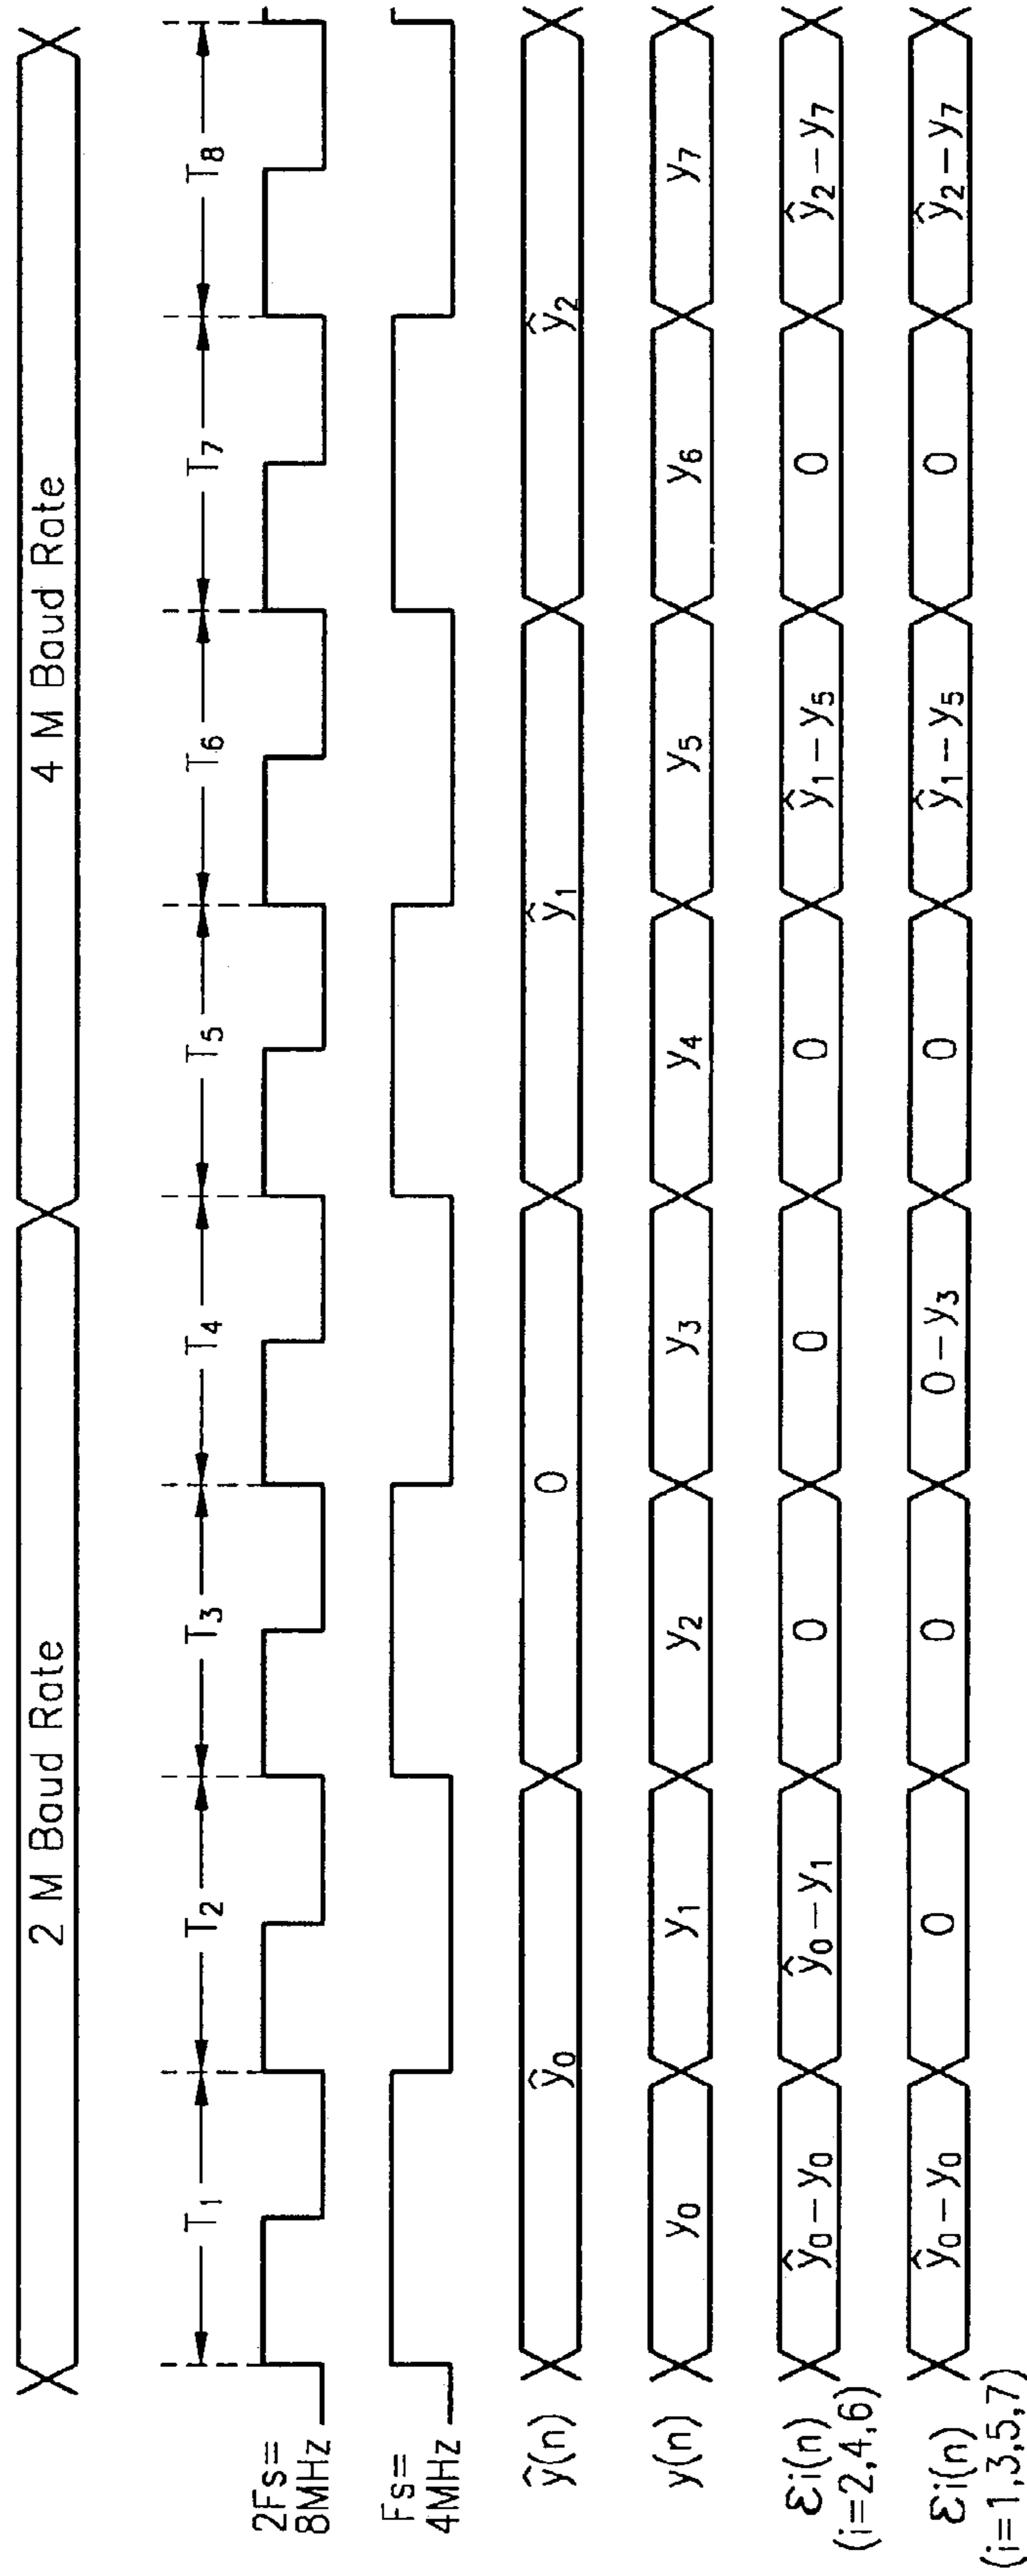 2 M Baud Rate 4 M Baud Rate
T1 T2 T3 T4 T5 T6 T7 T8
2Fs=
8MHz
Fs=
4MHz
ŷ(n) ŷ0 0 ŷ1 ŷ2
y(n) y0 y1 y2 y3 y4 y5 y6 y7
εi(n) ŷ0−y0 ŷ0−y1 0 0 0 ŷ1−y5 0 ŷ2−y7
(i=2,4,6)
εi(n) ŷ0−y0 0 0 0−y3 0 ŷ1−y5 0 ŷ2−y7
(i=1,3,5,7)